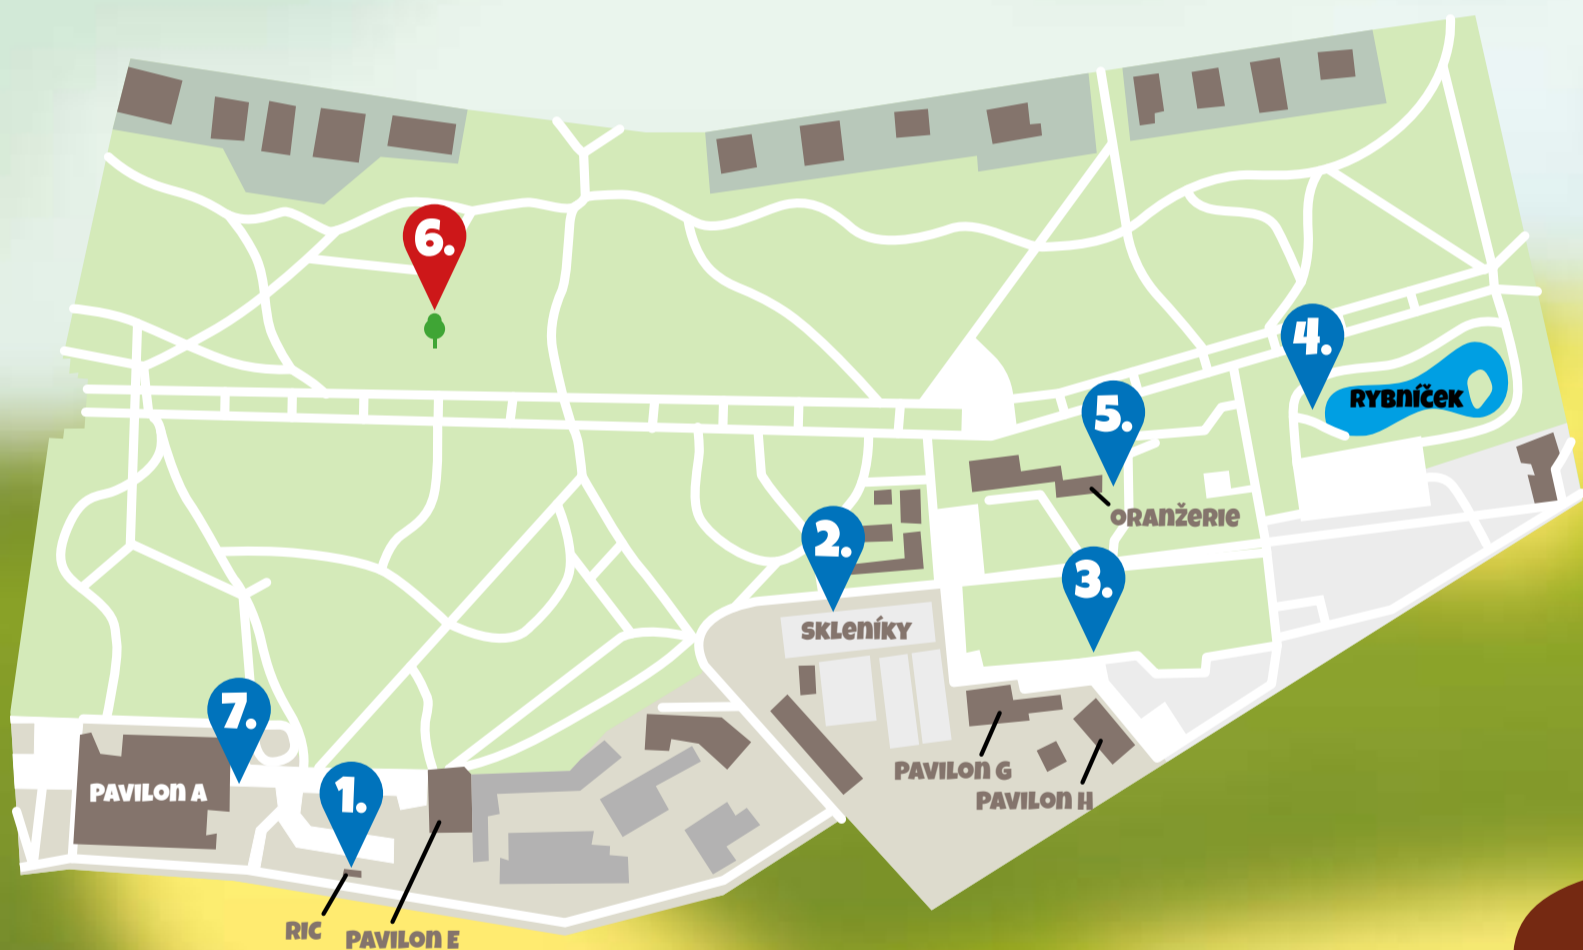 6.
4.
RYBNÍČEK
5.
ORANŽERIE
2.
3.
SKLENÍKY
7.
PAVILON A
1.
PAVILON G
PAVILON H
RIC
PAVILON E